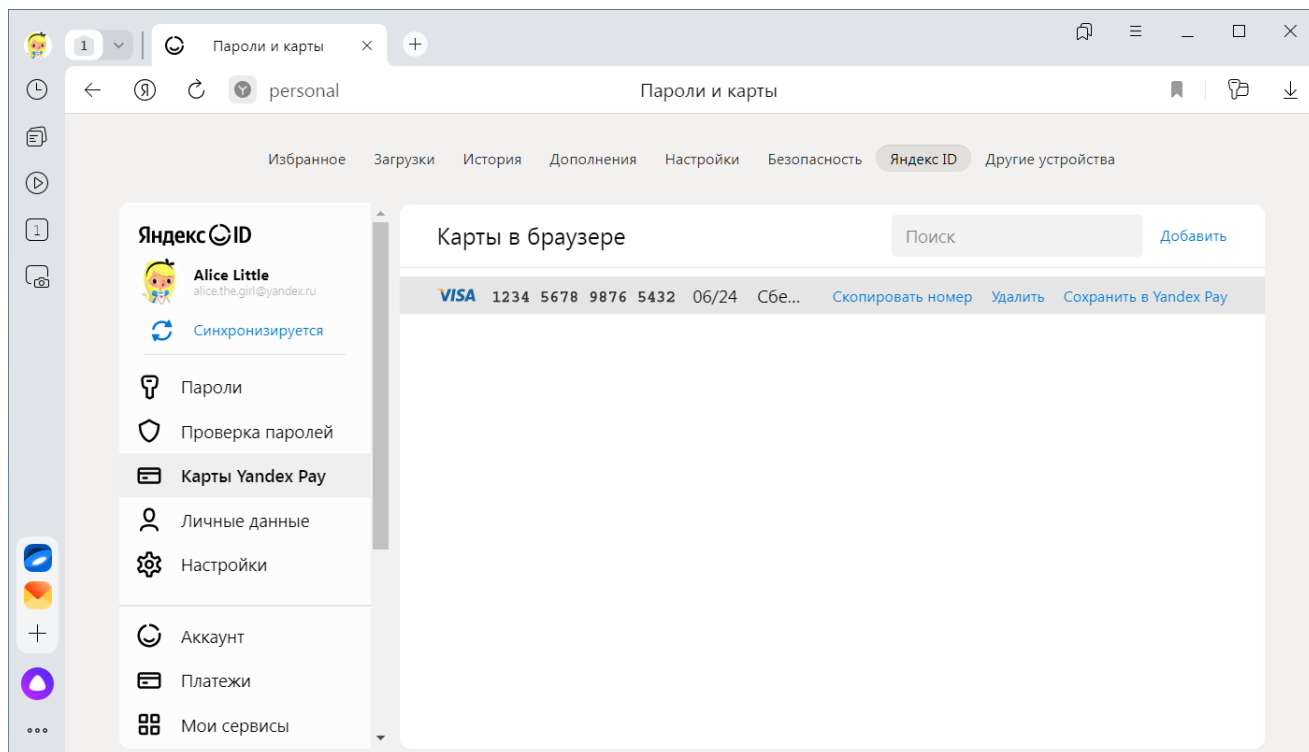 1 Пароли и карты
personal Пароли и карты
Избранное Загрузки История Дополнения Настройки Безопасность Яндекс ID Другие устройства
1
Яндекс ID
Alice Little
alice.the.girl@yandex.ru
Синхронизируется
Пароли
Проверка паролей
Карты Yandex Pay
Личные данные
Настройки
Аккаунт
Платежи
Мои сервисы
Карты в браузере Поиск Добавить
VISA 1234 5678 9876 5432 06/24 Сбе... Скопировать номер Удалить Сохранить в Yandex Pay